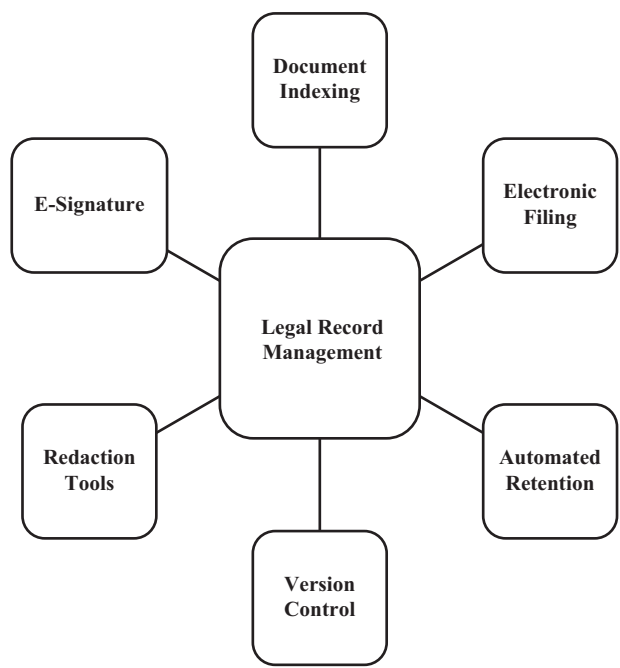 Document
Indexing
E-Signature
Electronic
Filing
Legal Record
Management
Redaction
Tools
Automated
Retention
Version
Control